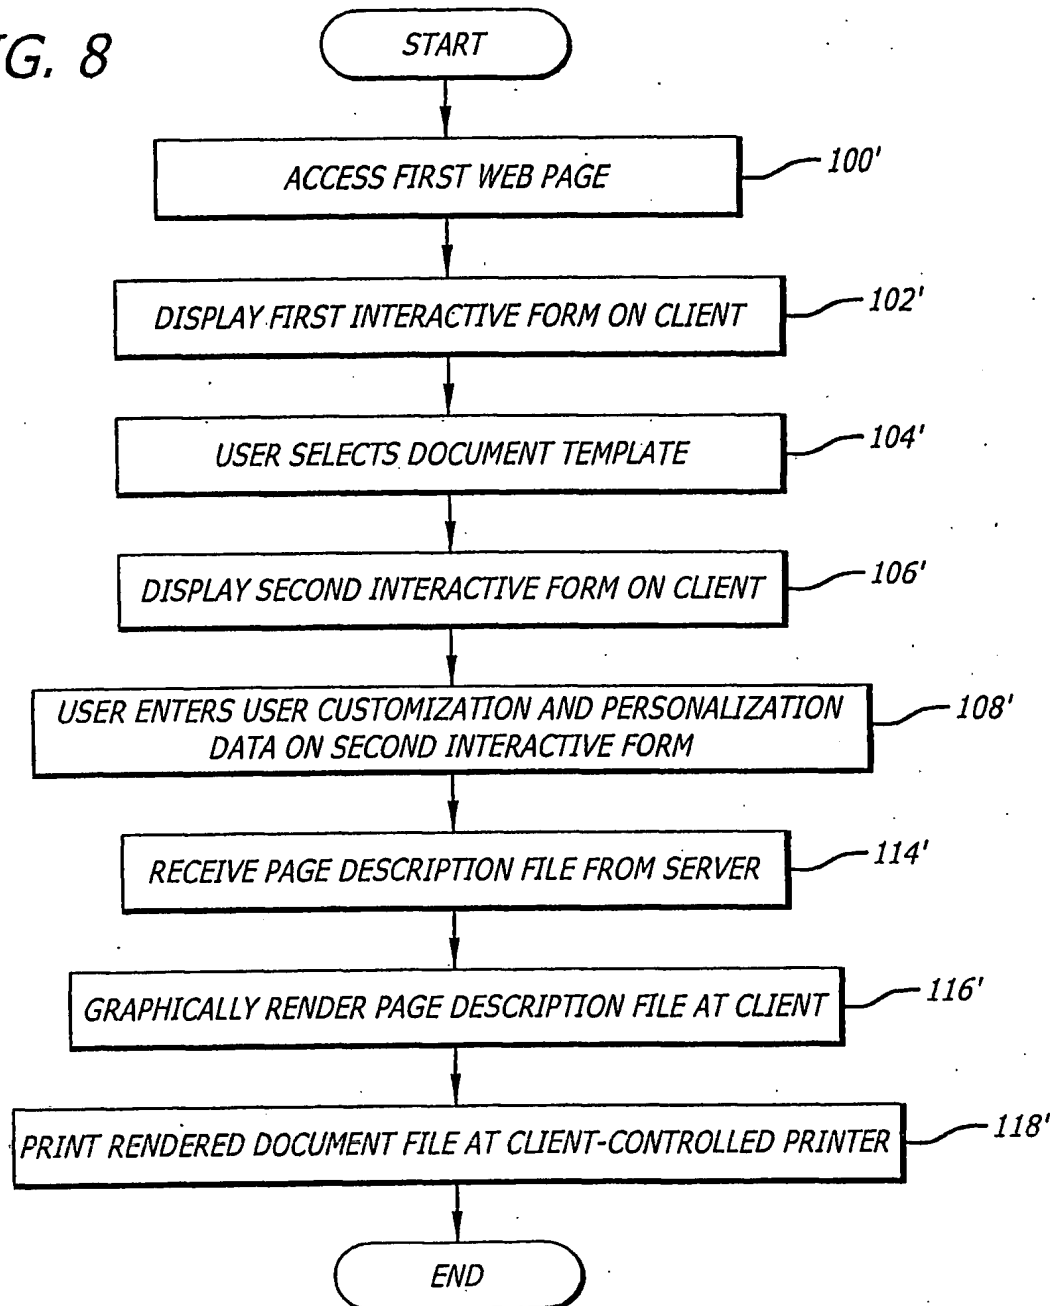 G. 8
START
ACCESS FIRST WEB PAGE
100'
DISPLAY FIRST INTERACTIVE FORM ON CLIENT
102'
USER SELECTS DOCUMENT TEMPLATE
104'
DISPLAY SECOND INTERACTIVE FORM ON CLIENT
106'
USER ENTERS USER CUSTOMIZATION AND PERSONALIZATION
DATA ON SECOND INTERACTIVE FORM
108'
RECEIVE PAGE DESCRIPTION FILE FROM SERVER
114'
GRAPHICALLY RENDER PAGE DESCRIPTION FILE AT CLIENT
116'
PRINT RENDERED DOCUMENT FILE AT CLIENT-CONTROLLED PRINTER
118'
END